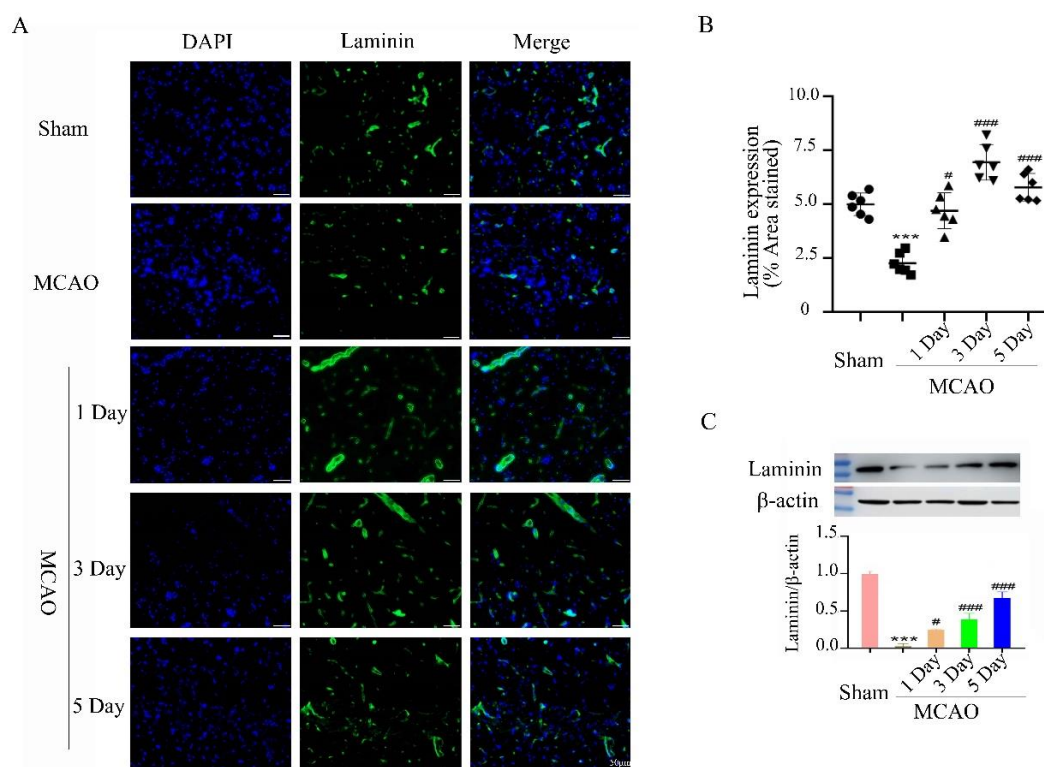 A
DAPI
Laminin
Merge
Sham
MCAO
MCAO
1 Day
3 Day
5 Day
50μm
B
Laminin expression
(% Area stained)
10.0
7.5
5.0
2.5
0
***
#
###
###
Sham
1 Day
3 Day
5 Day
MCAO
C
Laminin
β-actin
Laminin/β-actin
1.5
1.0
0.5
0.0
***
#
###
###
Sham
1 Day
3 Day
5 Day
MCAO